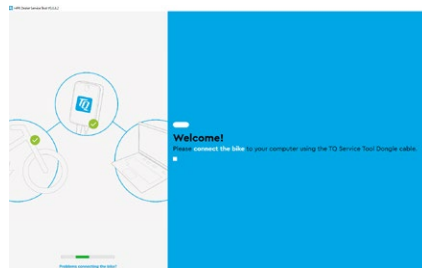 TQ
Problems connecting the bike?
Welcome!
Please connect the bike to your computer using the TQ Service Tool Dongle cable.